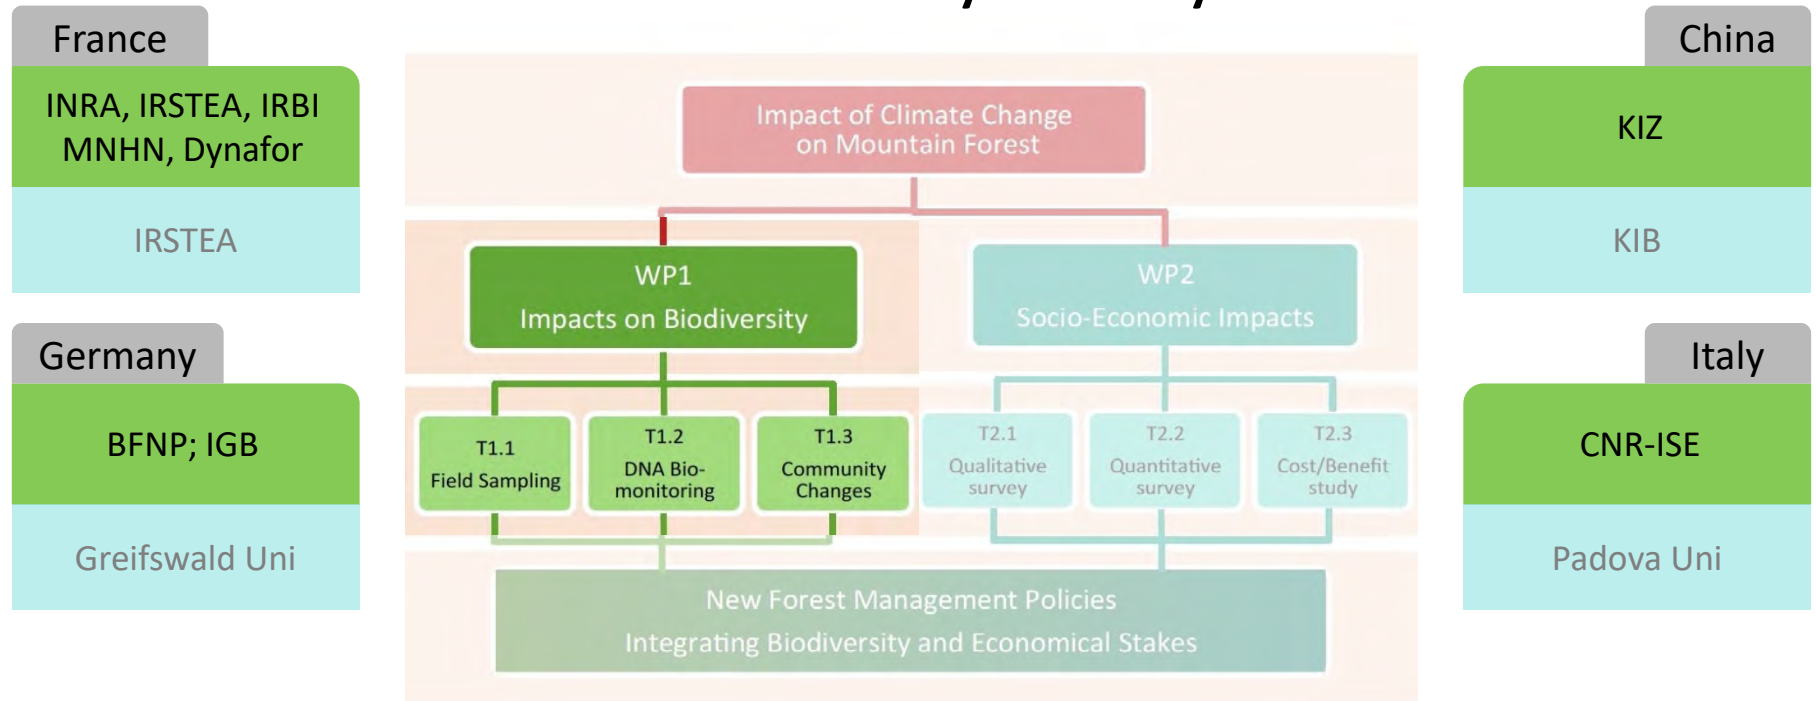 France
INRA, IRSTEA, IRBI
MNHN, Dynafor
IRSTEA
Germany
BFNP; IGB
Greifswald Uni
Impact of Climate Change
on Mountain Forest
WP1
Impacts on Biodiversity
WP2
Socio-Economic Impacts
T1.1
Field Sampling
T1.2
DNA Bio-
monitoring
T1.3
Community
Changes
T2.1
Qualitative
survey
T2.2
Quantitative
survey
T2.3
Cost/Benefit
study
New Forest Management Policies
Integrating Biodiversity and Economical Stakes
China
KIZ
KIB
Italy
CNR-ISE
Padova Uni